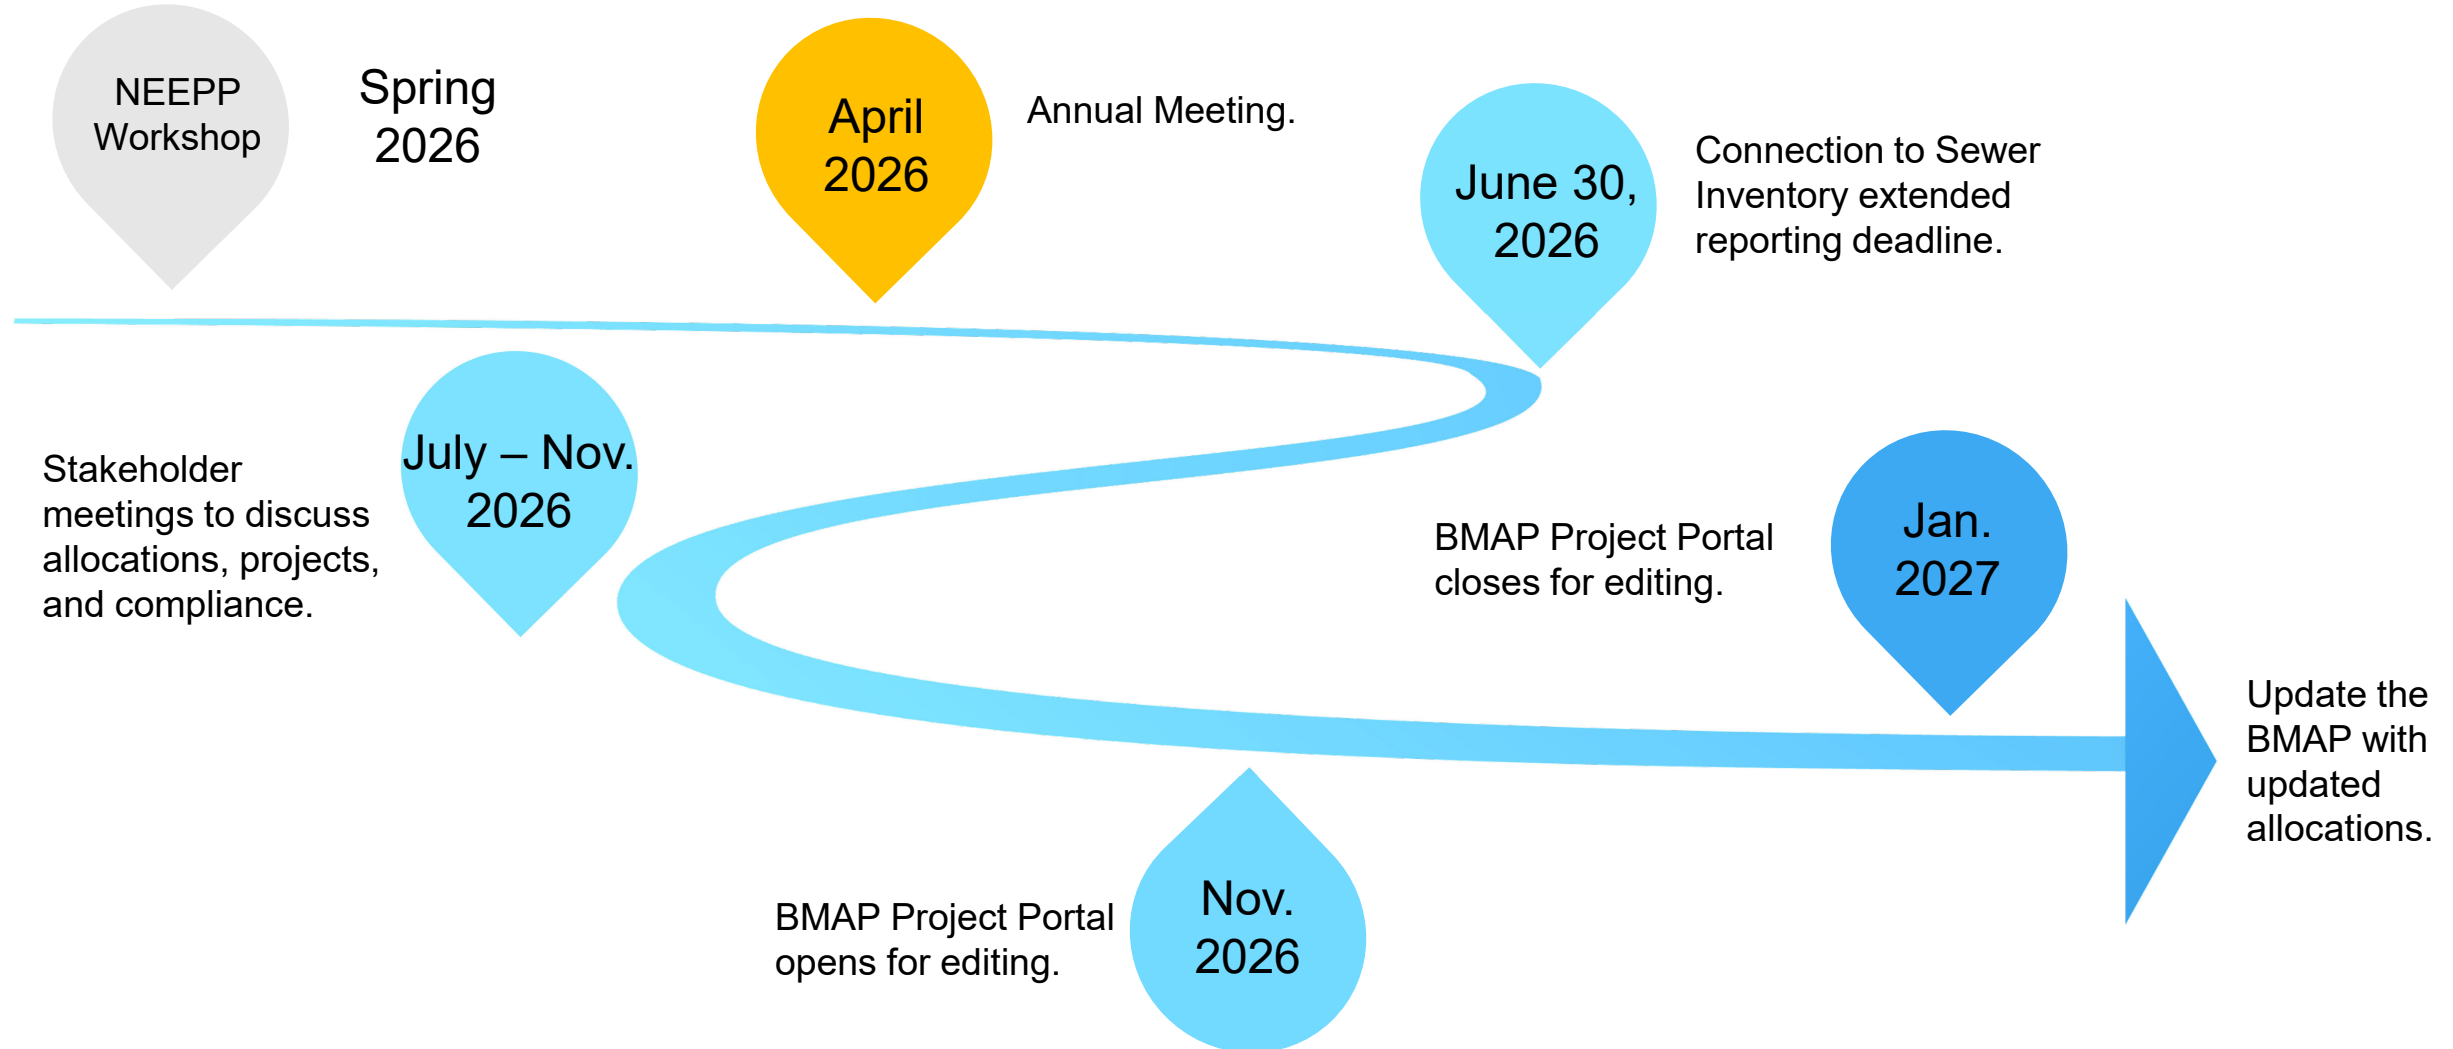 NEEPP
Workshop
Spring
2026
April
2026
Annual Meeting.
June 30,
2026
Connection to Sewer
Inventory extended
reporting deadline.
Stakeholder
meetings to discuss
allocations, projects,
and compliance.
July – Nov.
2026
BMAP Project Portal
closes for editing.
Jan.
2027
BMAP Project Portal
opens for editing.
Nov.
2026
Update the
BMAP with
updated
allocations.